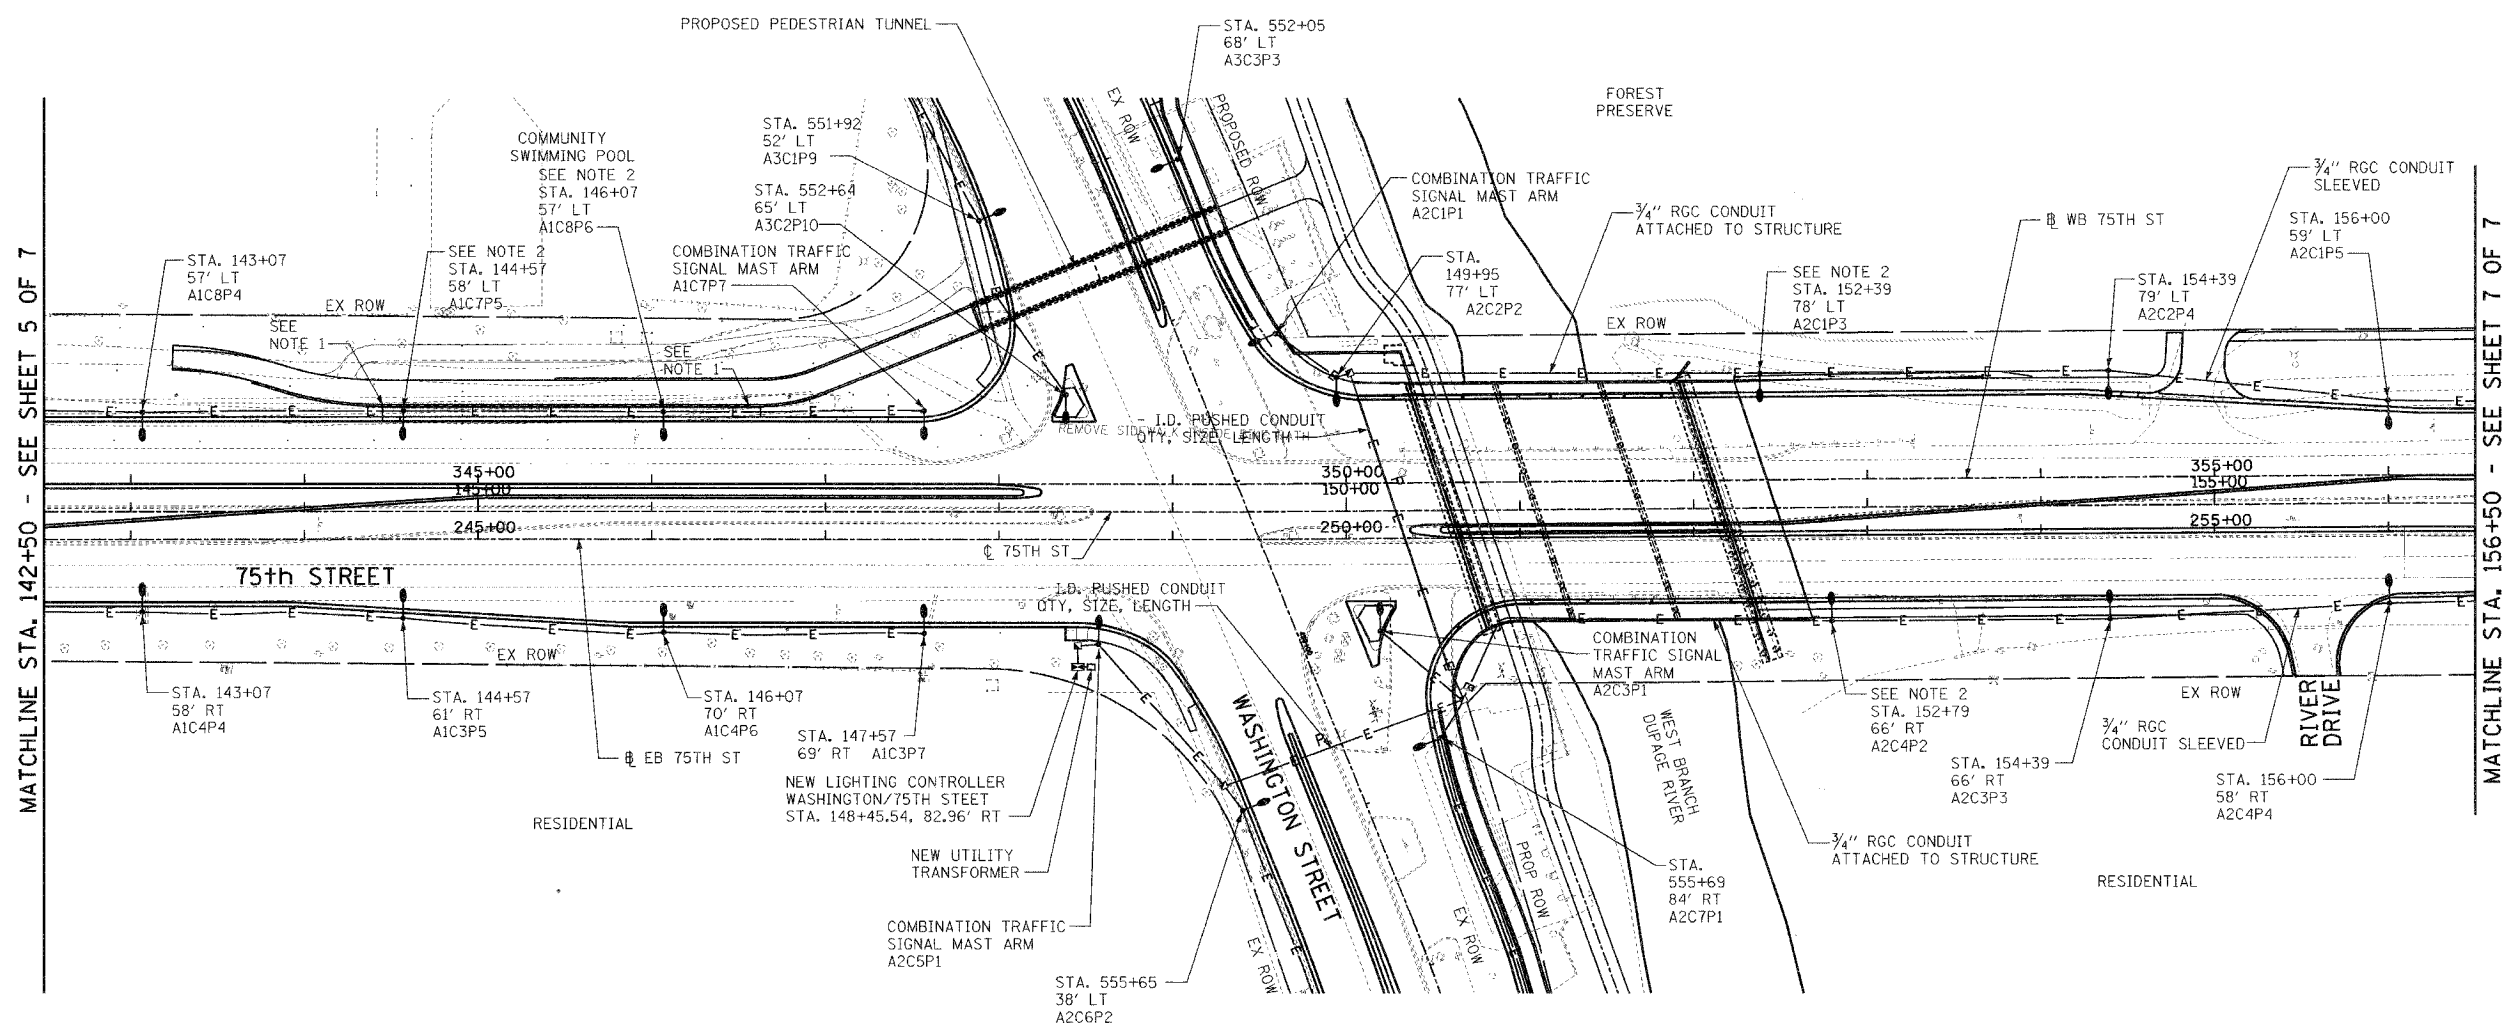 PROPOSED PEDESTRIAN TUNNEL
STA. 552+05
68' LT
A3C3P3
FOREST
PRESERVE
EX ROW
PROPOSED ROW
STA. 551+92
52' LT
A3C1P9
COMMUNITY
SWIMMING POOL
SEE NOTE 2
STA. 146+07
57' LT
A1C8P6
STA. 552+64
65' LT
A3C2P10
COMBINATION TRAFFIC
SIGNAL MAST ARM
A2C1P1
3/4" RGC CONDUIT
SLEEVED
3/4" RGC CONDUIT
ATTACHED TO STRUCTURE
℄ WB 75TH ST
STA. 156+00
59' LT
A2C1P5
STA. 143+07
57' LT
A1C8P4
SEE NOTE 2
STA. 144+57
58' LT
A1C7P5
COMBINATION TRAFFIC
SIGNAL MAST ARM
A1C7P7
STA.
149+95
77' LT
A2C2P2
SEE NOTE 2
STA. 152+39
78' LT
A2C1P3
STA. 154+39
79' LT
A2C2P4
EX ROW
EX ROW
SEE
NOTE 1
SEE
NOTE 1
I.D. PUSHED CONDUIT
QTY, SIZE, LENGTH
345+00
145+00
245+00
350+00
150+00
250+00
355+00
155+00
255+00
℄ 75TH ST
75th STREET
I.D. PUSHED CONDUIT
QTY, SIZE, LENGTH
EX ROW
COMBINATION
TRAFFIC SIGNAL
MAST ARM
A2C3P1
STA. 143+07
58' RT
A1C4P4
STA. 144+57
61' RT
A1C3P5
STA. 146+07
70' RT
A1C4P6
STA. 147+57
69' RT A1C3P7
℄ EB 75TH ST
WASHINGTON STREET
WEST BRANCH
DUPAGE RIVER
SEE NOTE 2
STA. 152+79
66' RT
A2C4P2
EX ROW
3/4" RGC
CONDUIT SLEEVED
RIVER
DRIVE
STA. 154+39
66' RT
A2C3P3
STA. 156+00
58' RT
A2C4P4
NEW LIGHTING CONTROLLER
WASHINGTON/75TH STEET
STA. 148+45.54, 82.96' RT
RESIDENTIAL
NEW UTILITY
TRANSFORMER
3/4" RGC CONDUIT
ATTACHED TO STRUCTURE
STA.
555+69
84' RT
A2C7P1
RESIDENTIAL
PROP ROW
EX ROW
EX ROW
COMBINATION TRAFFIC
SIGNAL MAST ARM
A2C5P1
STA. 555+65
38' LT
A2C6P2
MATCHLINE STA. 142+50 - SEE SHEET 5 OF 7
MATCHLINE STA. 156+50 - SEE SHEET 7 OF 7